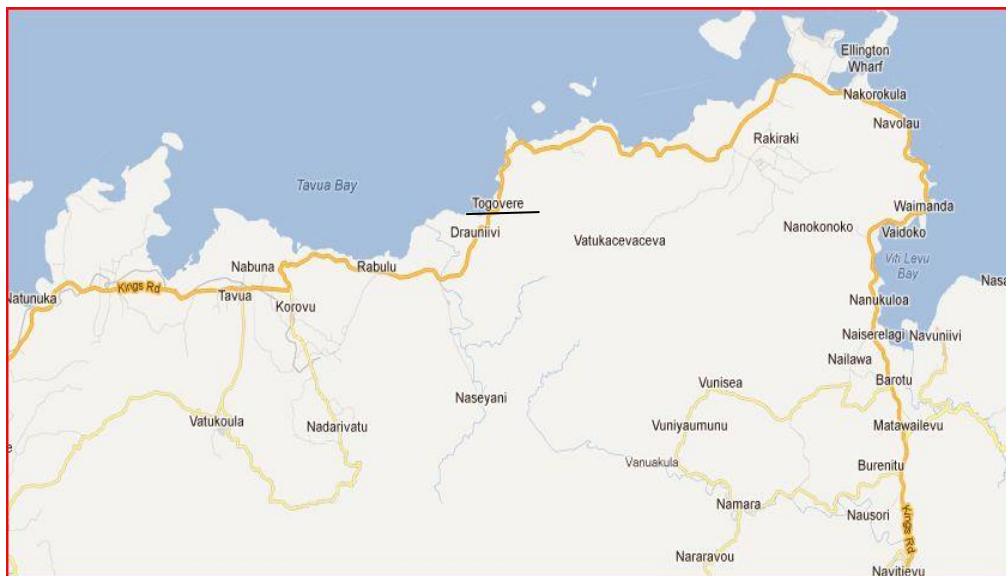 Ellington
Wharf
Nakorokula
Navolau
Rakiraki
Tavua Bay
Togovere
Waimanda
Drauniivi
Vatukacevaceva
Nanokonoko
Vaidoko
Viti Levu
Bay
Nabuna
Rabulu
Nasa
Natunuka
Kings Rd
Tavua
Korovu
Nanukuloa
Naiserelagi
Navuniivi
Nailawa
Barotu
Vunisea
Naseyani
Vatukoula
Nadarivatu
Vuniyaumunu
Matawailevu
e
Vanuakula
Burenitu
Namara
Nausori
Kings Rd
Nararavou
Navitievu